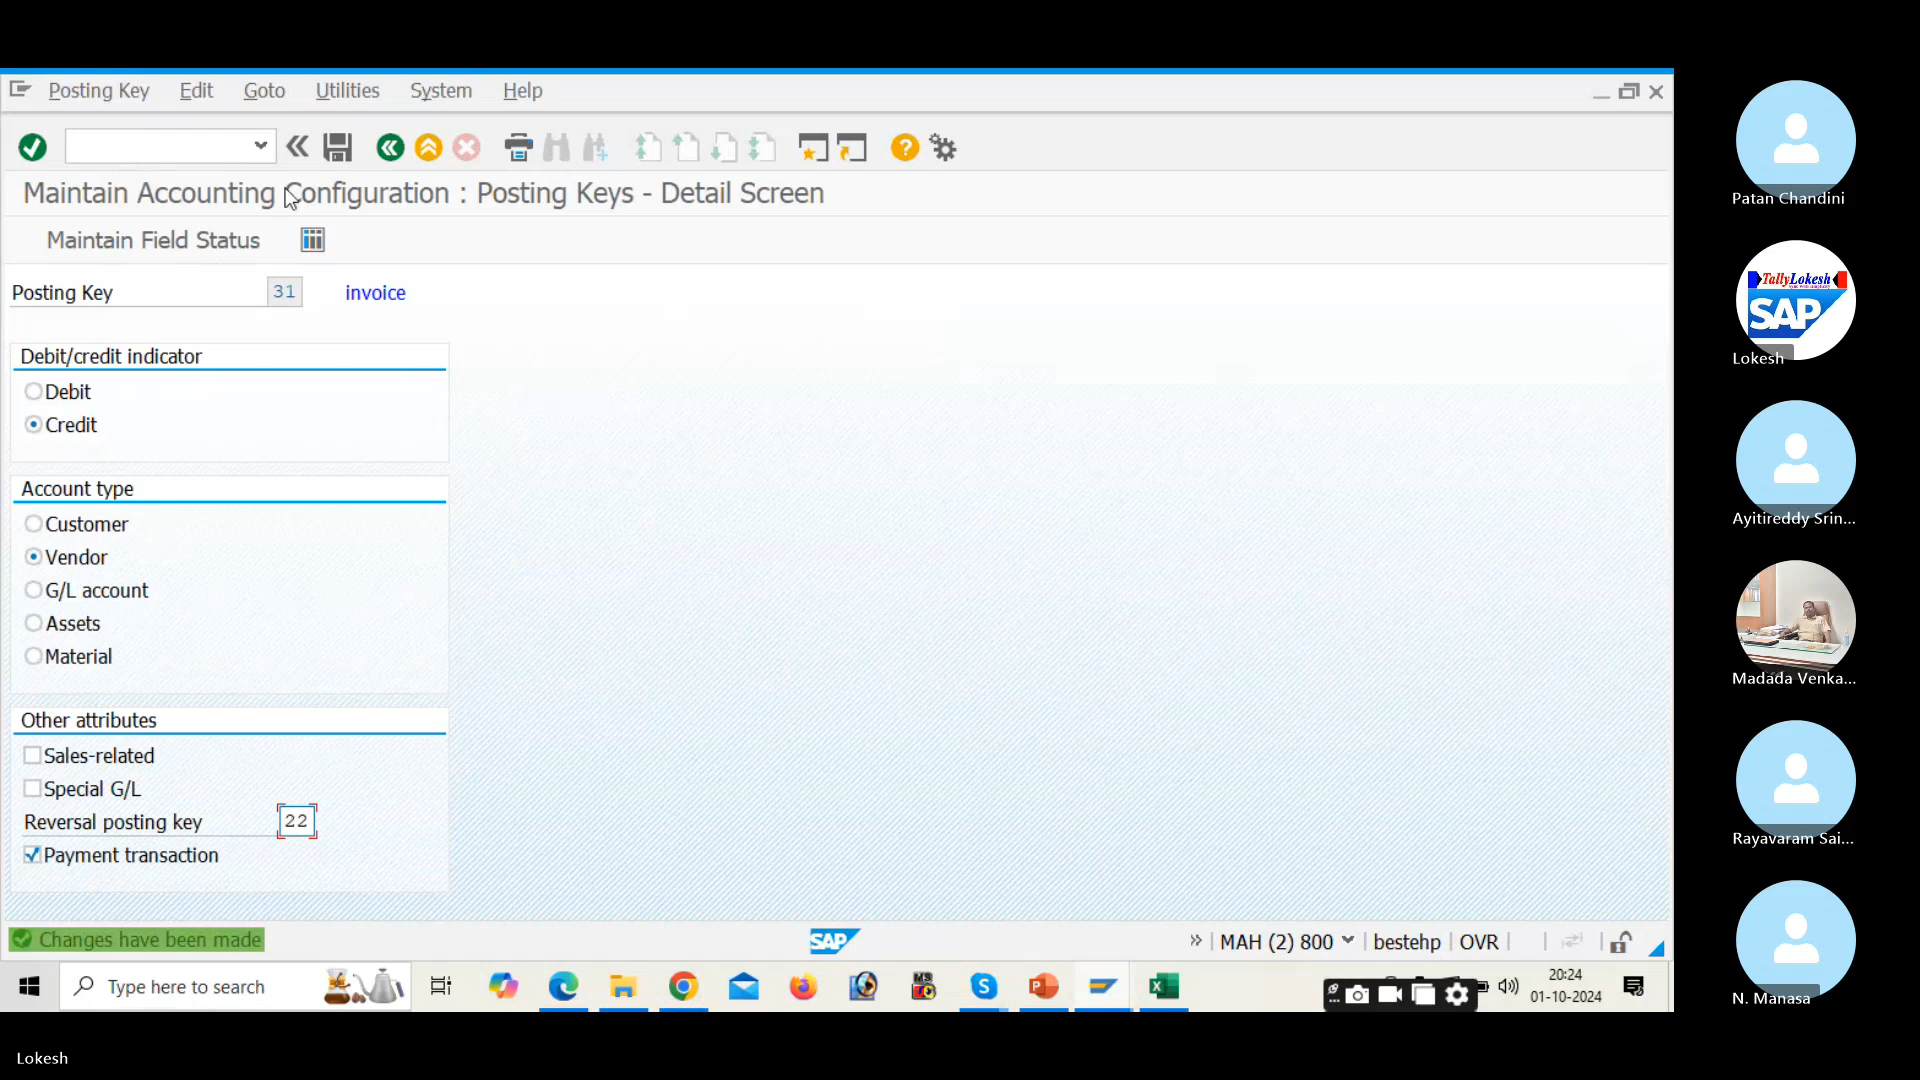 Posting Key Edit Goto Utilities System Help
Maintain Accounting Configuration : Posting Keys - Detail Screen
Maintain Field Status
Posting Key 31 invoice
Debit/credit indicator
Debit
Credit
Account type
Customer
Vendor
G/L account
Assets
Material
Other attributes
Sales-related
Special G/L
Reversal posting key 22
Payment transaction
Changes have been made
SAP
MAH (2) 800 bestehp OVR
Type here to search
20:24
01-10-2024
Lokesh
Patan Chandini
TallyLokesh
SAP
Lokesh
Ayitireddy Srin...
Madada Venka...
Rayavaram Sai...
N. Manasa